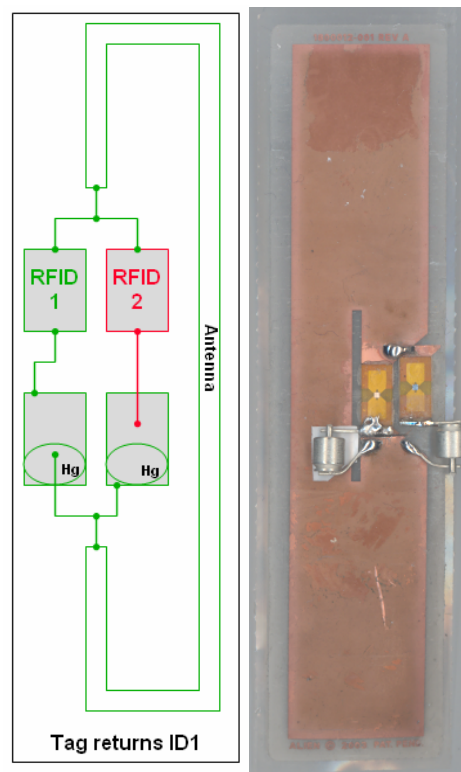 RFID
1
RFID
2
Antenna
Hg
Hg
Tag returns ID1